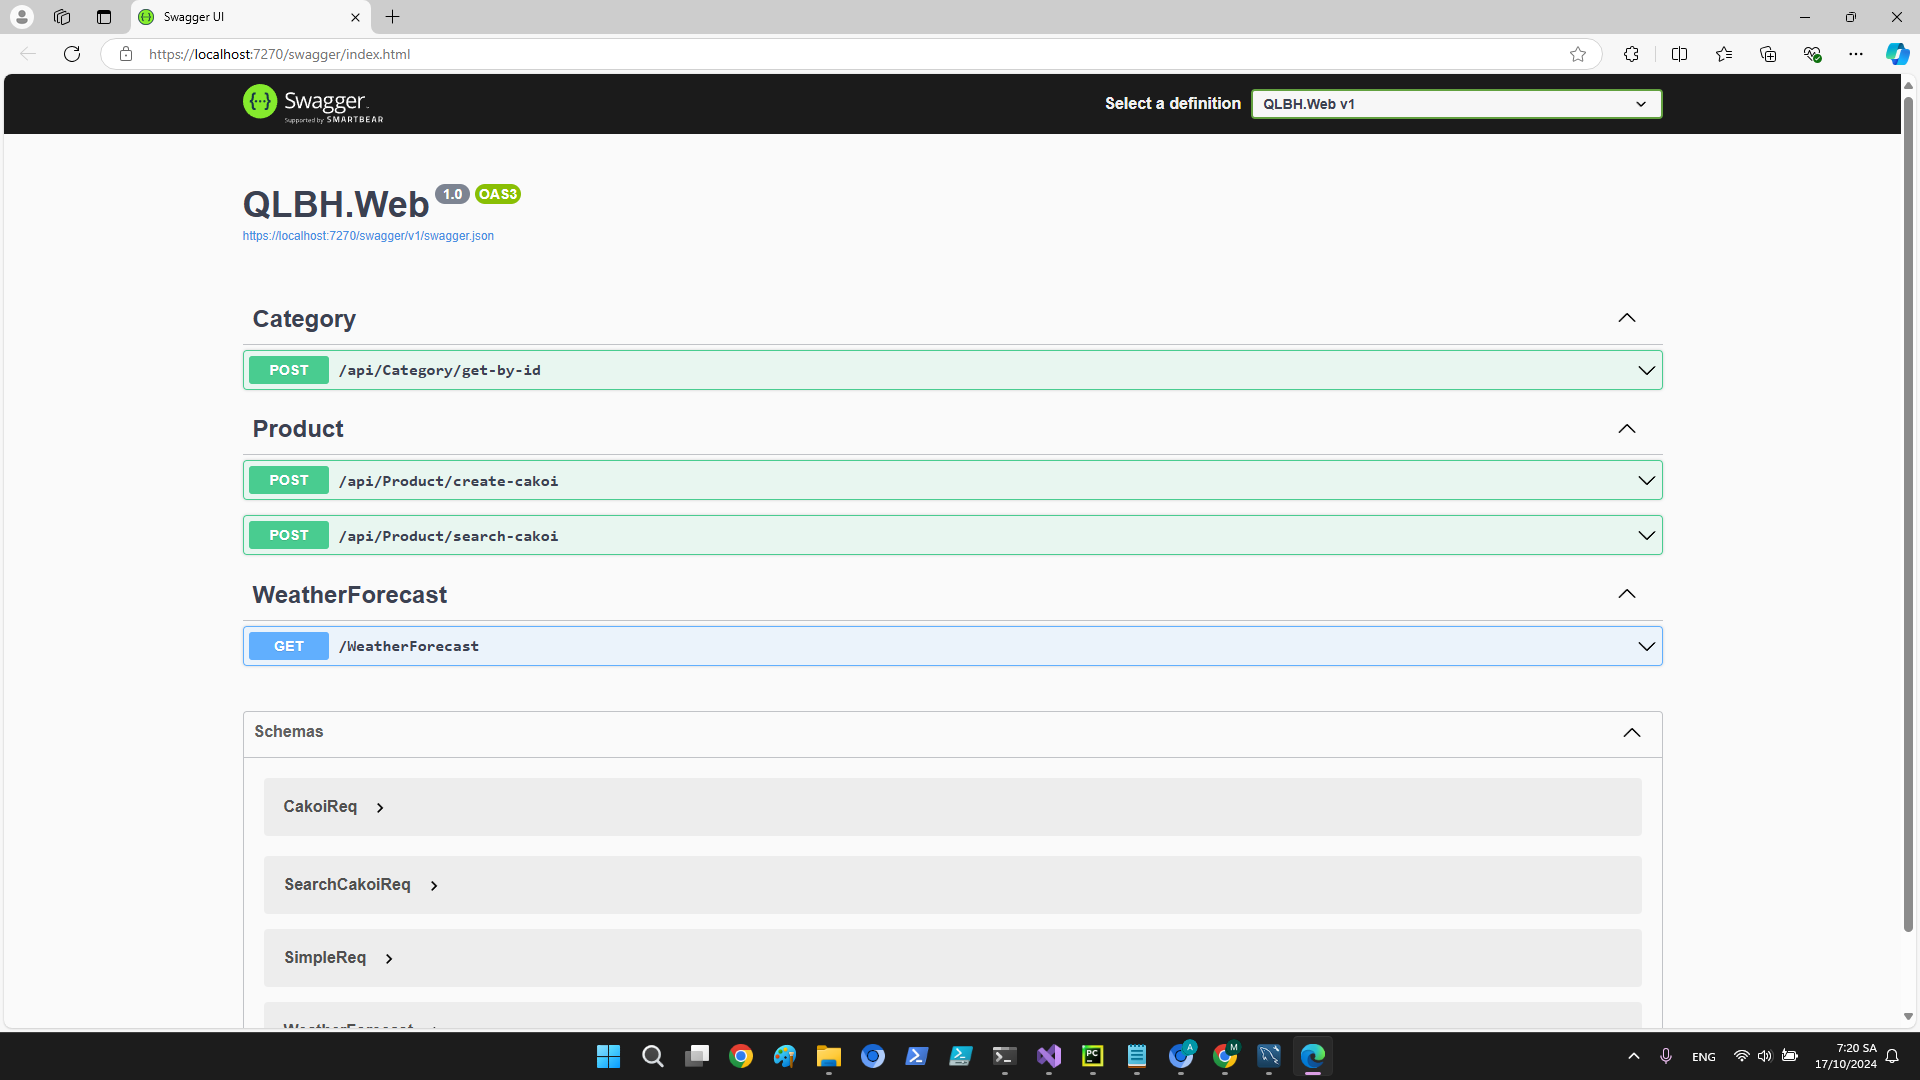 Swagger UI
https://localhost:7270/swagger/index.html
Swagger
Supported by SMARTBEAR
Select a definition
QLBH.Web v1
QLBH.Web 1.0 OAS3
https://localhost:7270/swagger/v1/swagger.json
Category
POST /api/Category/get-by-id
Product
POST /api/Product/create-cakoi
POST /api/Product/search-cakoi
WeatherForecast
GET /WeatherForecast
Schemas
CakoiReq
SearchCakoiReq
SimpleReq
WeatherForecast
PC
A
M
ENG
7:20 SA
17/10/2024